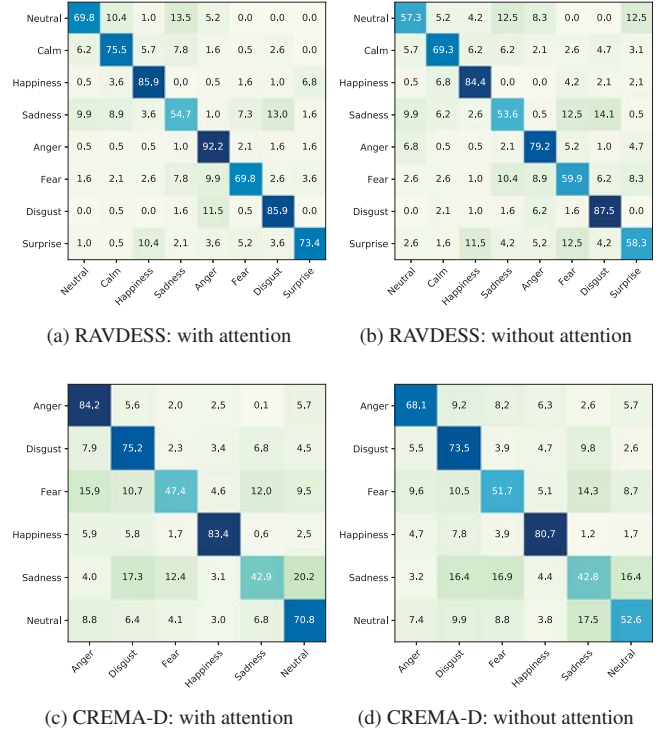 Neutral 69.8 10.4 1.0 13.5 5.2 0.0 0.0 0.0
Calm 6.2 75.5 5.7 7.8 1.6 0.5 2.6 0.0
Happiness 0.5 3.6 85.9 0.0 0.5 1.6 1.0 6.8
Sadness 9.9 8.9 3.6 54.7 1.0 7.3 13.0 1.6
Anger 0.5 0.5 0.5 1.0 92.2 2.1 1.6 1.6
Fear 1.6 2.1 2.6 7.8 9.9 69.8 2.6 3.6
Disgust 0.0 0.5 0.0 1.6 11.5 0.5 85.9 0.0
Surprise 1.0 0.5 10.4 2.1 3.6 5.2 3.6 73.4
Neutral Calm Happiness Sadness Anger Fear Disgust Surprise
(a) RAVDESS: with attention
Neutral 57.3 5.2 4.2 12.5 8.3 0.0 0.0 12.5
Calm 5.7 69.3 6.2 6.2 2.1 2.6 4.7 3.1
Happiness 0.5 6.8 84.4 0.0 0.0 4.2 2.1 2.1
Sadness 9.9 6.2 2.6 53.6 0.5 12.5 14.1 0.5
Anger 6.8 0.5 0.5 2.1 79.2 5.2 1.0 4.7
Fear 2.6 2.6 1.0 10.4 8.9 59.9 6.2 8.3
Disgust 0.0 2.1 1.0 1.6 6.2 1.6 87.5 0.0
Surprise 2.6 1.6 11.5 4.2 5.2 12.5 4.2 58.3
Neutral Calm Happiness Sadness Anger Fear Disgust Surprise
(b) RAVDESS: without attention
Anger 84.2 5.6 2.0 2.5 0.1 5.7
Disgust 7.9 75.2 2.3 3.4 6.8 4.5
Fear 15.9 10.7 47.4 4.6 12.0 9.5
Happiness 5.9 5.8 1.7 83.4 0.6 2.5
Sadness 4.0 17.3 12.4 3.1 42.9 20.2
Neutral 8.8 6.4 4.1 3.0 6.8 70.8
Anger Disgust Fear Happiness Sadness Neutral
(c) CREMA-D: with attention
Anger 68.1 9.2 8.2 6.3 2.6 5.7
Disgust 5.5 73.5 3.9 4.7 9.8 2.6
Fear 9.6 10.5 51.7 5.1 14.3 8.7
Happiness 4.7 7.8 3.9 80.7 1.2 1.7
Sadness 3.2 16.4 16.9 4.4 42.8 16.4
Neutral 7.4 9.9 8.8 3.8 17.5 52.6
Anger Disgust Fear Happiness Sadness Neutral
(d) CREMA-D: without attention